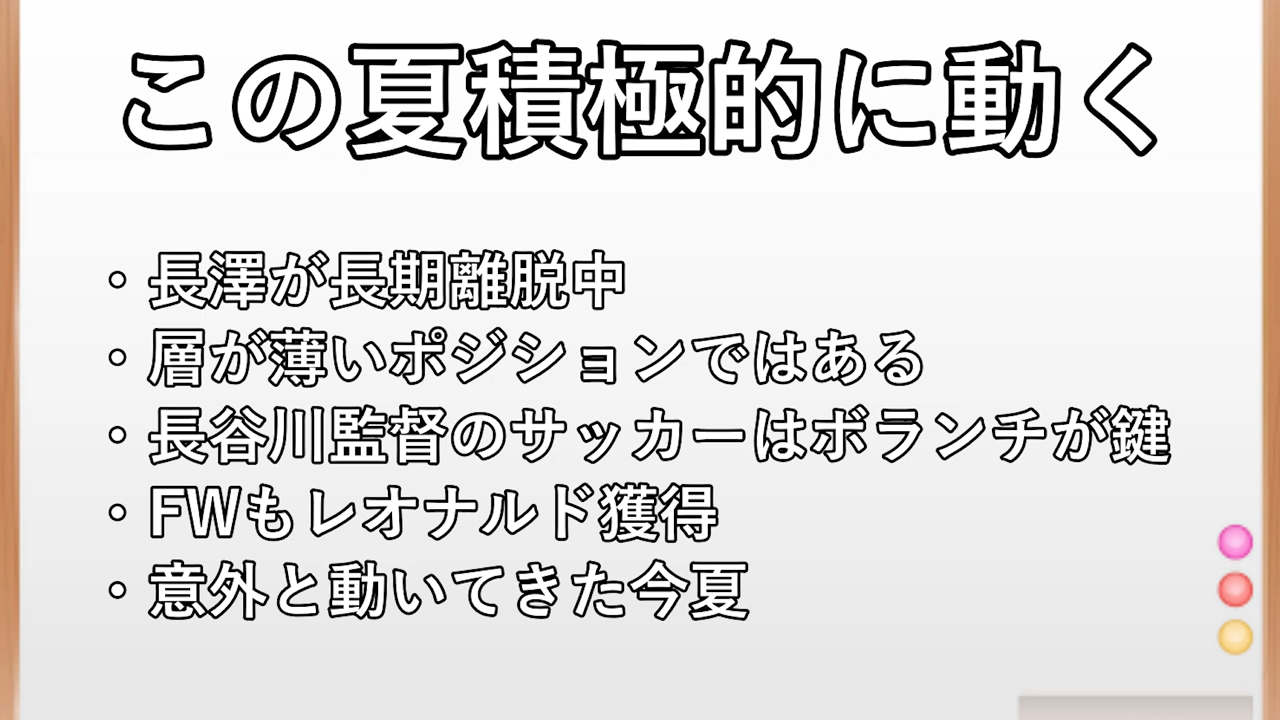 この夏積極的に動く
・長澤が長期離脱中
・層が薄いポジションではある
・長谷川監督のサッカーはボランチが鍵
・FWもレオナルド獲得
・意外と動いてきた今夏